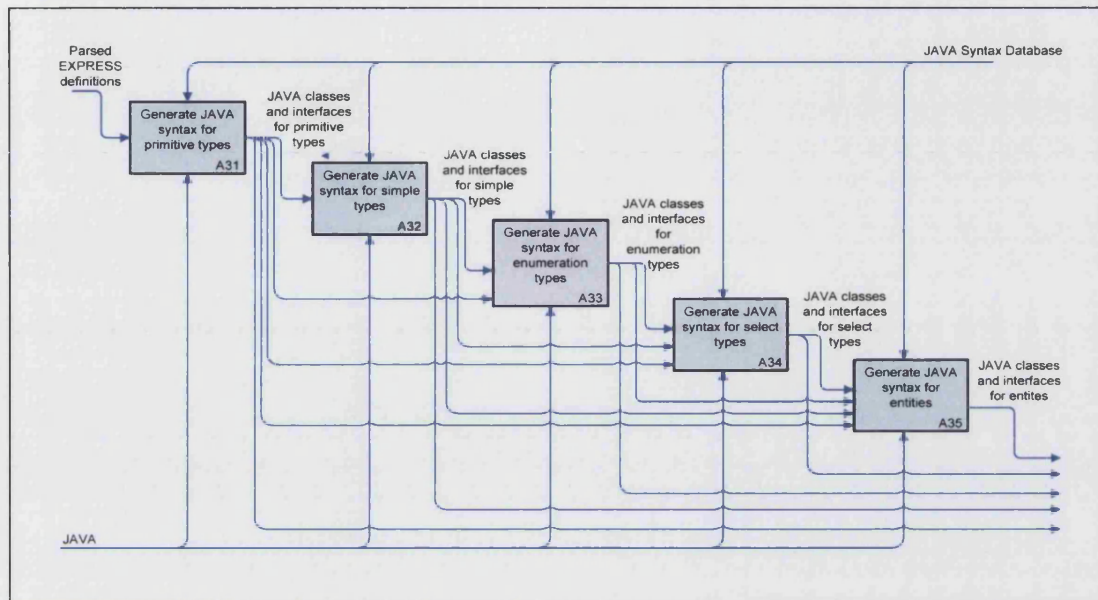 Parsed
EXPRESS
definitions
JAVA Syntax Database
Generate JAVA
syntax for
primitive types
A31
JAVA classes
and interfaces
for primitive
types
Generate JAVA
syntax for simple
types
A32
JAVA classes
and interfaces
for simple
types
Generate JAVA
syntax for
enumeration
types
A33
JAVA classes
and interfaces
for
enumeration
types
Generate JAVA
syntax for select
types
A34
JAVA classes
and interfaces
for select
types
Generate JAVA
syntax for
entities
A35
JAVA classes
and interfaces
for entites
JAVA